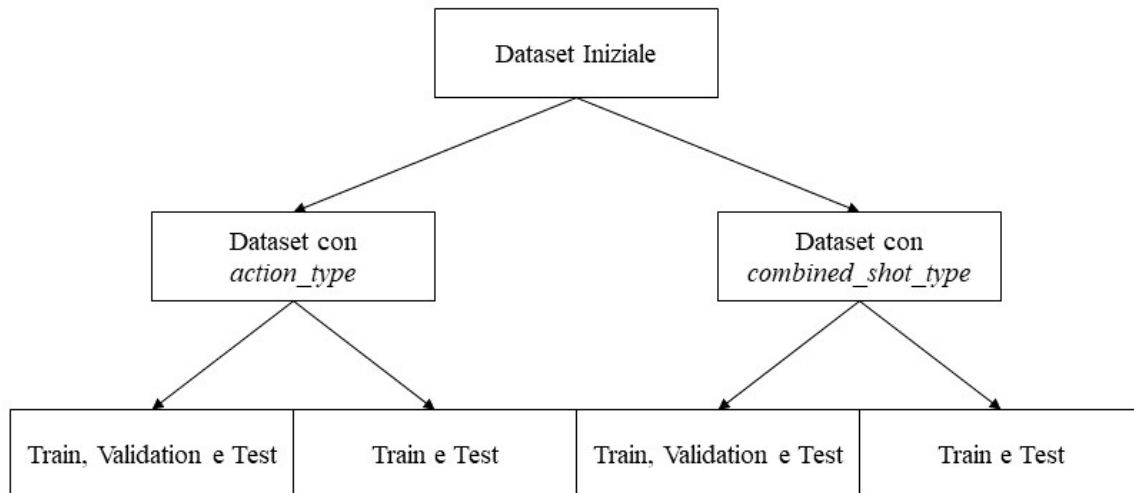 Dataset Iniziale
Dataset con
action_type
Dataset con
combined_shot_type
Train, Validation e Test
Train e Test
Train, Validation e Test
Train e Test